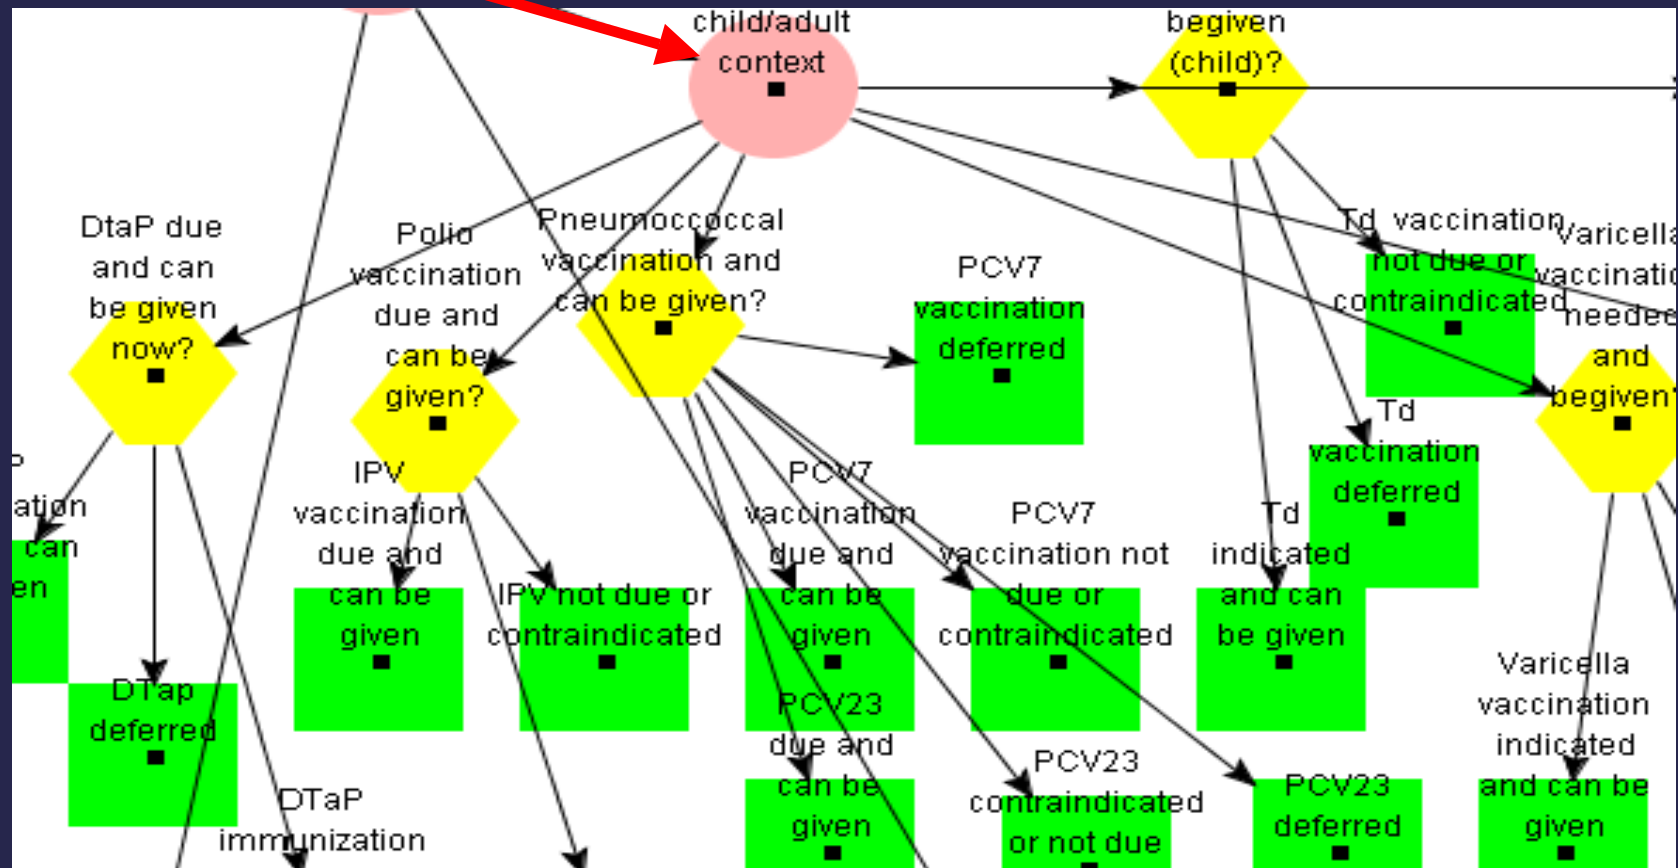 child/adult
context
begiven
(child)?
DtaP due
and can
be given
now?
Polio
vaccination
due and
can be
given?
Pneumoccoccal
vaccination and
can be given?
PCV7
vaccination
deferred
Td vaccination
not due or
contraindicated
needed
and
Td
vaccination
deferred
can
IPV
vaccination
due and
can be
given
IPV not due or
contraindicated
PCV7
vaccination
due and
can be
given
PCV7
vaccination not
due or
contraindicated
Td
indicated
and can
be given
DTap
deferred
DTaP
immunization
PCV23
due and
can be
given
PCV23
contraindicated
or not due
PCV23
deferred
Varicella
vaccination
indicated
and can be
given